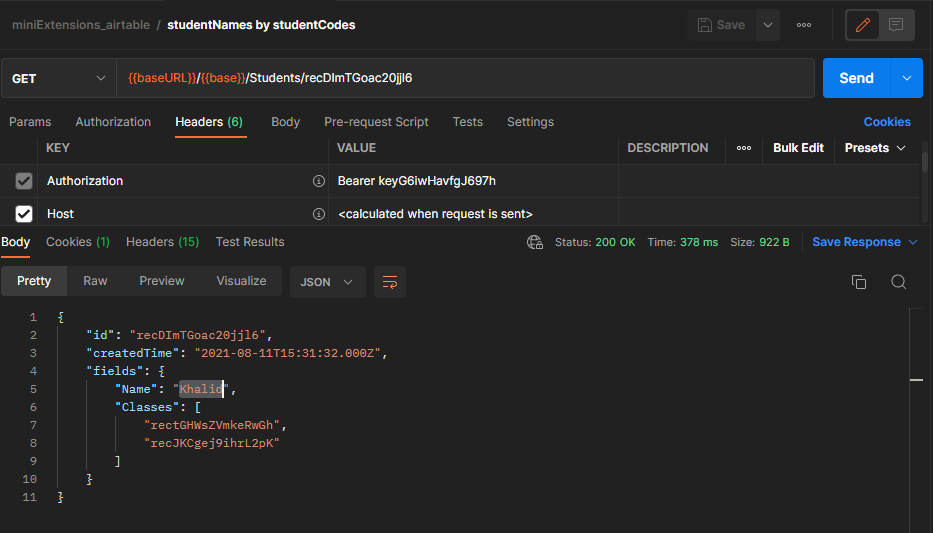 miniExtensions_airtable / studentNames by studentCodes Save
GET {{baseURL}}/{{base}}/Students/recDImTGoac20jjl6 Send
Params Authorization Headers (6) Body Pre-request Script Tests Settings Cookies
KEY VALUE DESCRIPTION Bulk Edit Presets
Authorization Bearer keyG6iwHavfgJ697h
Host <calculated when request is sent>
Body Cookies (1) Headers (15) Test Results Status: 200 OK Time: 378 ms Size: 922 B Save Response
Pretty Raw Preview Visualize JSON
1 {
2 "id": "recDImTGoac20jjl6",
3 "createdTime": "2021-08-11T15:31:32.000Z",
4 "fields": {
5 "Name": "Khalid",
6 "Classes": [
7 "rectGHWsZVmkeRwGh",
8 "recJKCgej9ihrL2pK"
9 ]
10 }
11 }